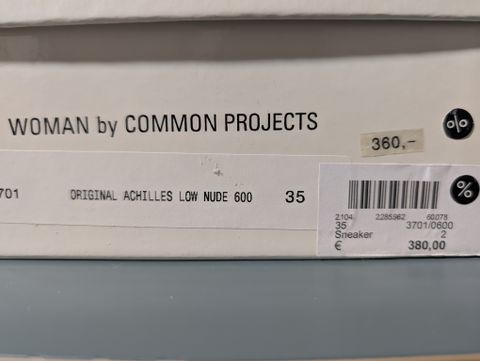 WOMAN by COMMON PROJECTS
360,-
%
701 ORIGINAL ACHILLES LOW NUDE 600 35
%
2104 2285962 60078
35 3701/0600
Sneaker 2
€ 380,00